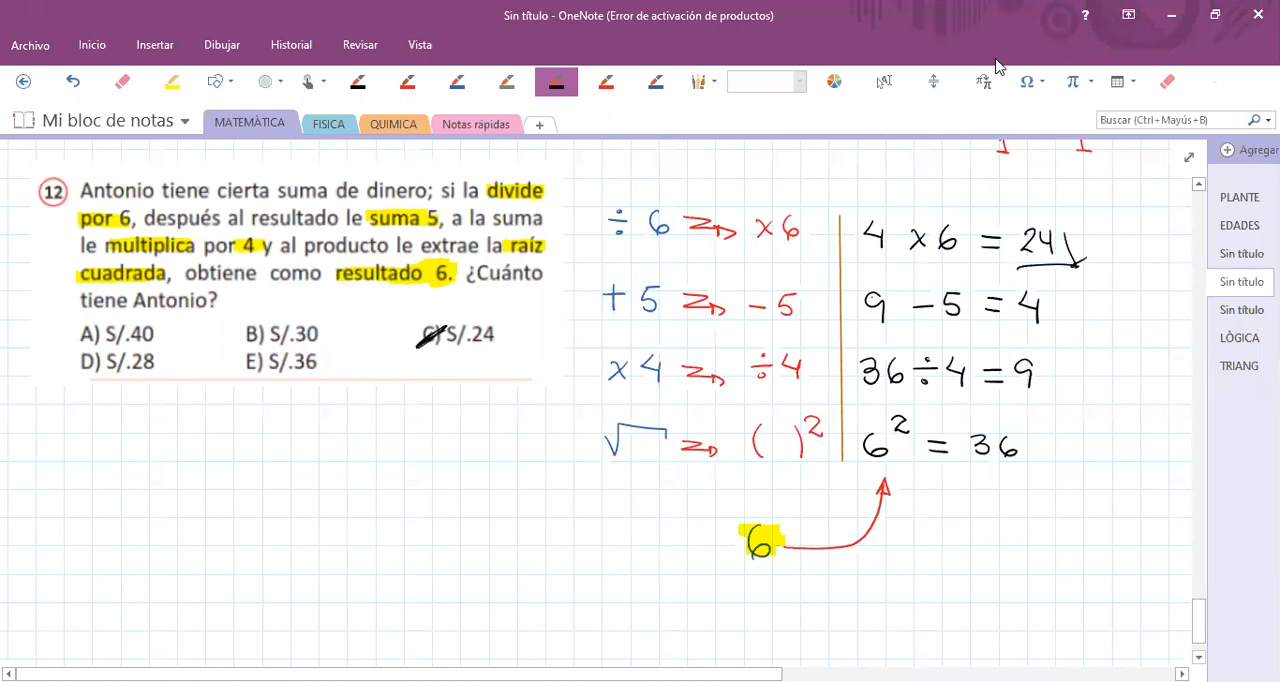 Sin título - OneNote (Error de activación de productos)
?
Archivo Inicio Insertar Dibujar Historial Revisar Vista
Mi bloc de notas MATEMÀTICA FISICA QUIMICA Notas rápidas +
Buscar (Ctrl+Mayús+B)
Agregar
PLANTE
EDADES
Sin título
Sin título
Sin título
LÒGICA
TRIANG
12 Antonio tiene cierta suma de dinero; si la divide
por 6, después al resultado le suma 5, a la suma
le multiplica por 4 y al producto le extrae la raíz
cuadrada, obtiene como resultado 6. ¿Cuánto
tiene Antonio?
A) S/.40 B) S/.30 C) S/.24
D) S/.28 E) S/.36
1 1
÷ 6 → ×6 4 × 6 = 24
+ 5 → - 5 9 - 5 = 4
× 4 → ÷ 4 36 ÷ 4 = 9
√ → ( )² 6² = 36
6